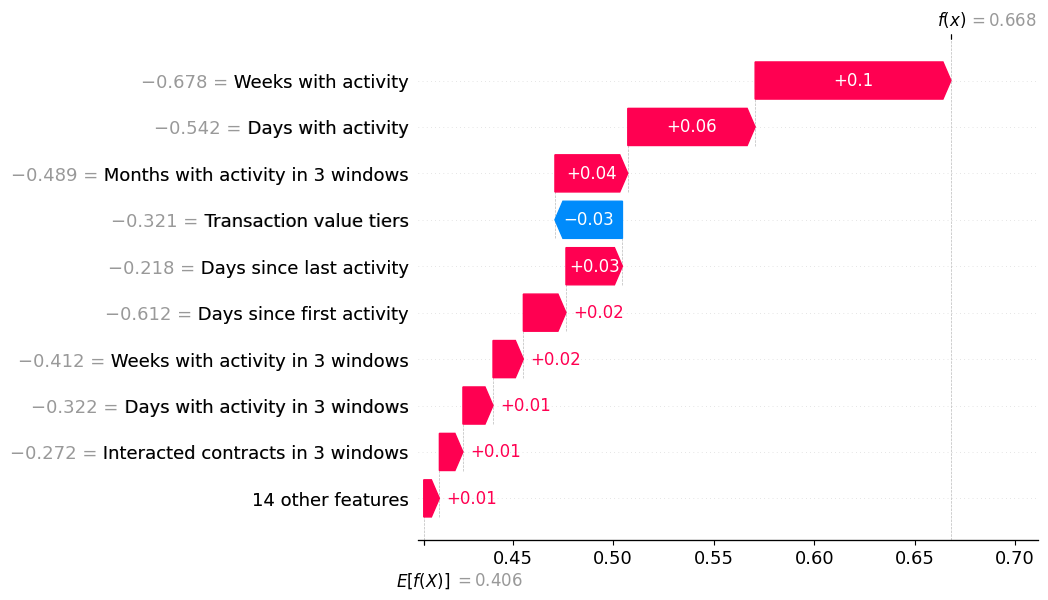 f(x) = 0.668
−0.678 = Weeks with activity
+0.1
−0.542 = Days with activity
+0.06
−0.489 = Months with activity in 3 windows
+0.04
−0.321 = Transaction value tiers
−0.03
−0.218 = Days since last activity
+0.03
−0.612 = Days since first activity
+0.02
−0.412 = Weeks with activity in 3 windows
+0.02
−0.322 = Days with activity in 3 windows
+0.01
−0.272 = Interacted contracts in 3 windows
+0.01
14 other features
+0.01
0.45 0.50 0.55 0.60 0.65 0.70
E[f(X)] = 0.406